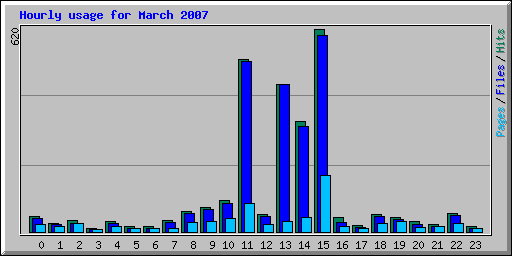 Hourly usage for March 2007
620
Pages/Files/Hits
0 1 2 3 4 5 6 7 8 9 10 11 12 13 14 15 16 17 18 19 20 21 22 23